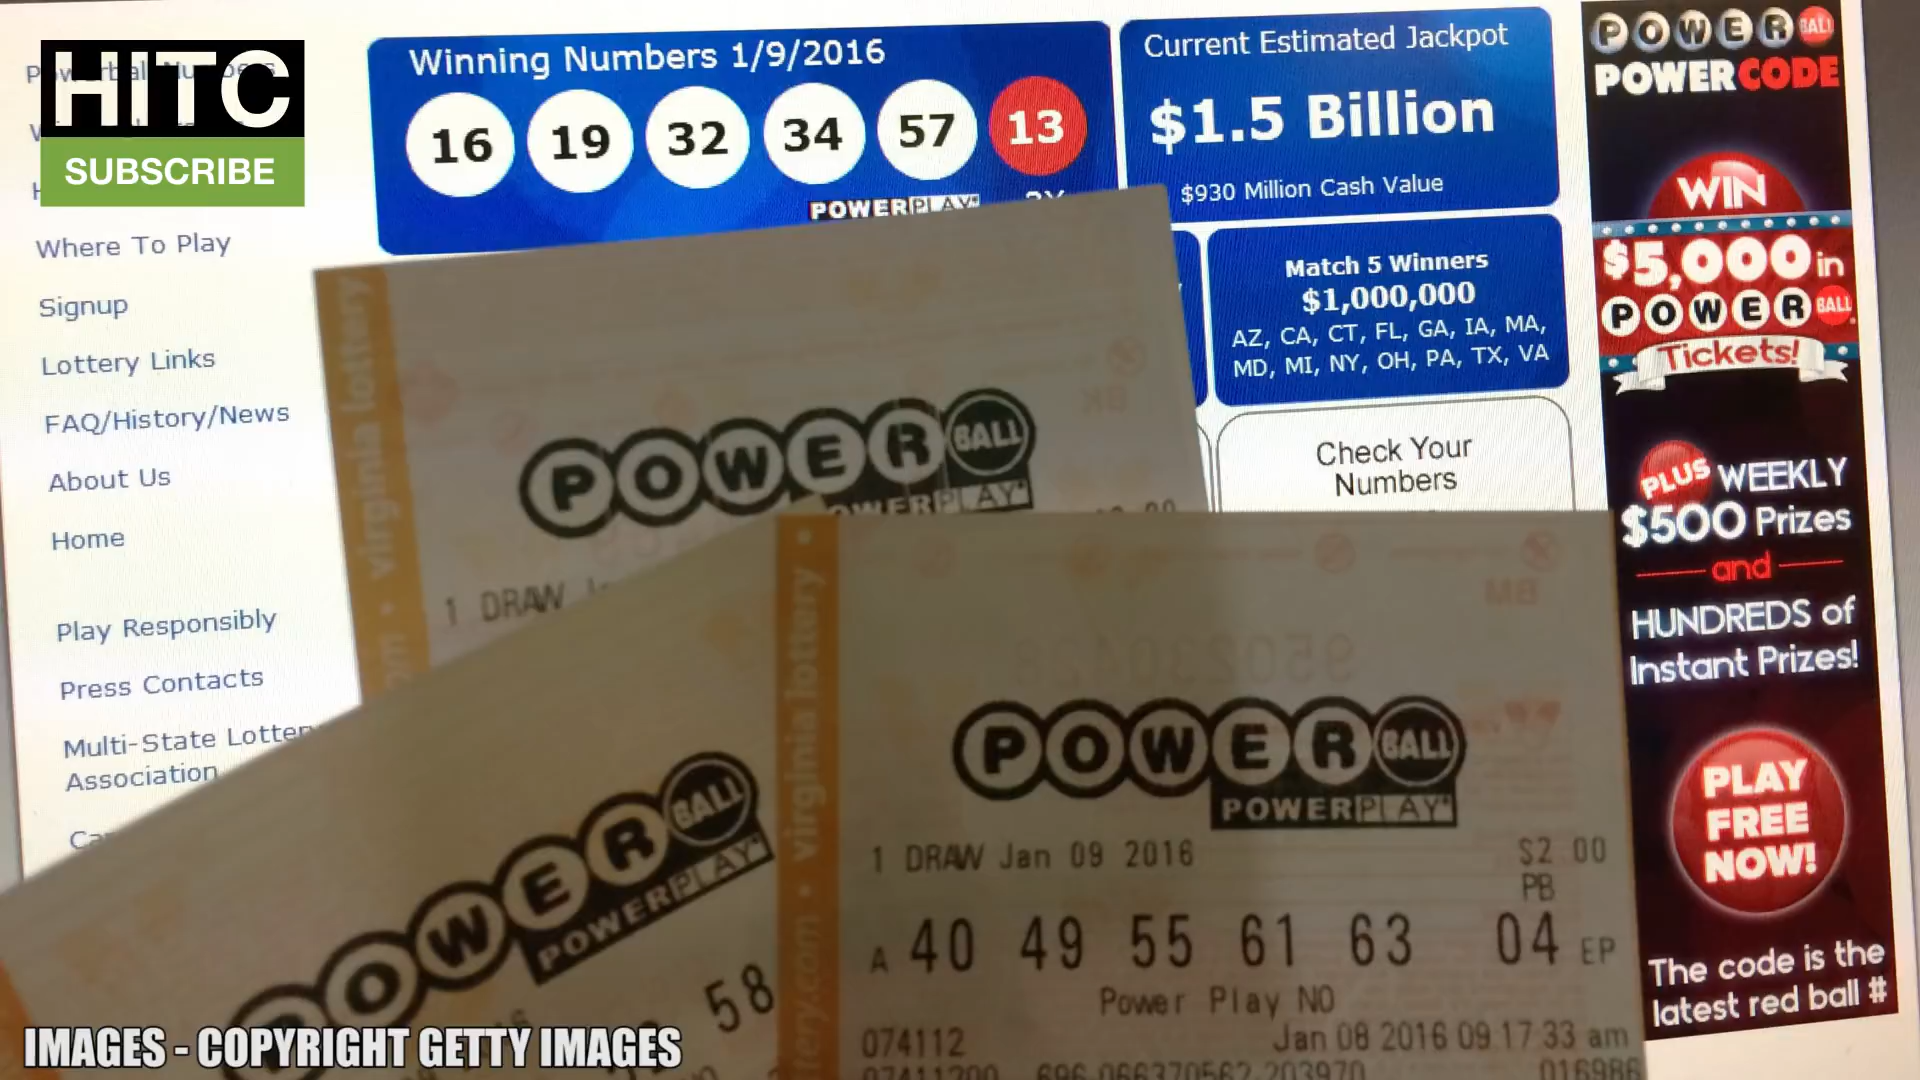 HITC
SUBSCRIBE
Where To Play
Signup
Lottery Links
FAQ/History/News
About Us
Home
Play Responsibly
Press Contacts
Multi-State Lottery
Association
Winning Numbers 1/9/2016
16 19 32 34 57 13
POWERPLAY
Current Estimated Jackpot
$1.5 Billion
$930 Million Cash Value
Match 5 Winners
$1,000,000
AZ, CA, CT, FL, GA, IA, MA,
MD, MI, NY, OH, PA, TX, VA
Check Your
Numbers
POWERBALL
POWERCODE
WIN
$5,000 in
POWERBALL
Tickets!
PLUS WEEKLY
$500 Prizes
and
HUNDREDS of
Instant Prizes!
PLAY
FREE
NOW!
The code is the
latest red ball #
virginia lottery
POWERBALL
POWERPLAY
1 DRAW
POWERBALL
POWERPLAY
58
virginia lottery
POWERBALL
POWERPLAY
1 DRAW Jan 09 2016 $2 00
PB
A 40 49 55 61 63 04 EP
Power Play NO
074112 Jan 08 2016 09:17:33 am
IMAGES - COPYRIGHT GETTY IMAGES